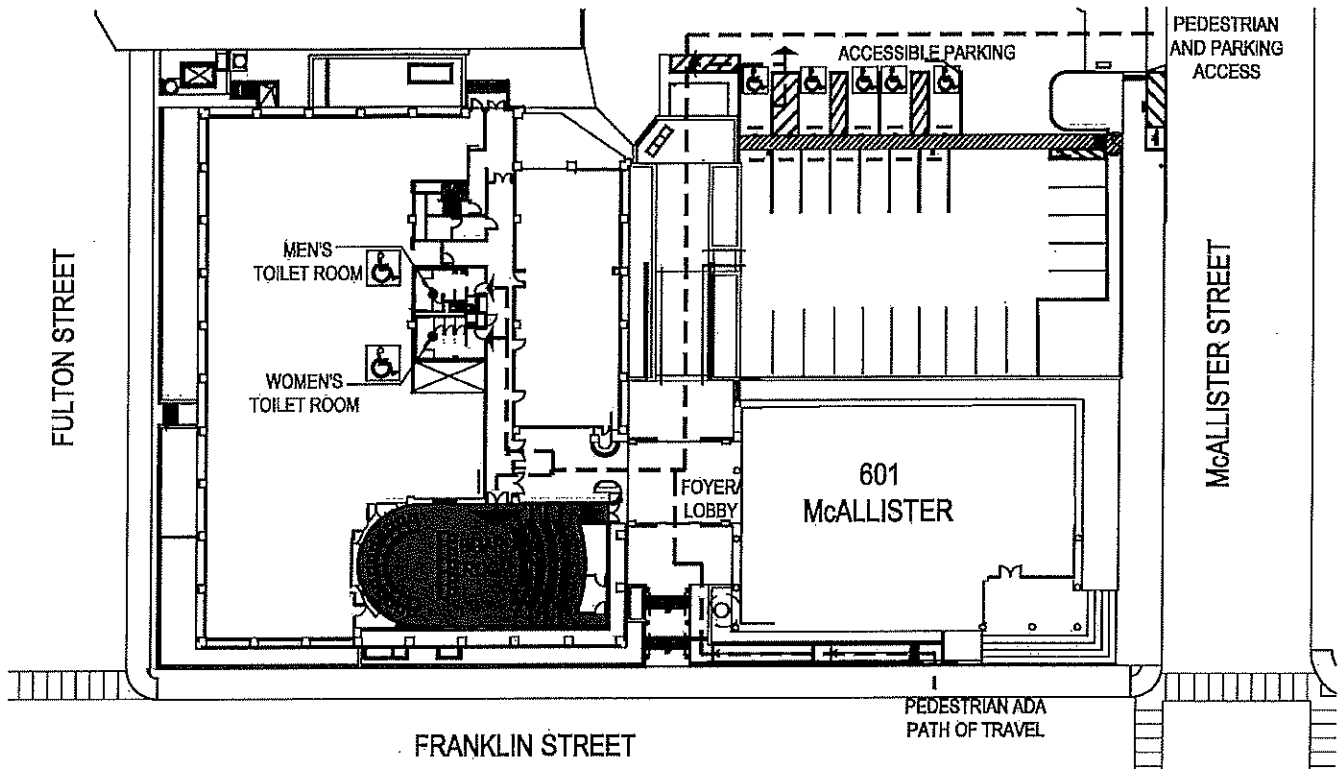 PEDESTRIAN
AND PARKING
ACCESS
ACCESSIBLE PARKING
MEN'S
TOILET ROOM
WOMEN'S
TOILET ROOM
FULTON STREET
McALLISTER STREET
FOYER/
LOBBY
601
McALLISTER
PEDESTRIAN ADA
PATH OF TRAVEL
FRANKLIN STREET